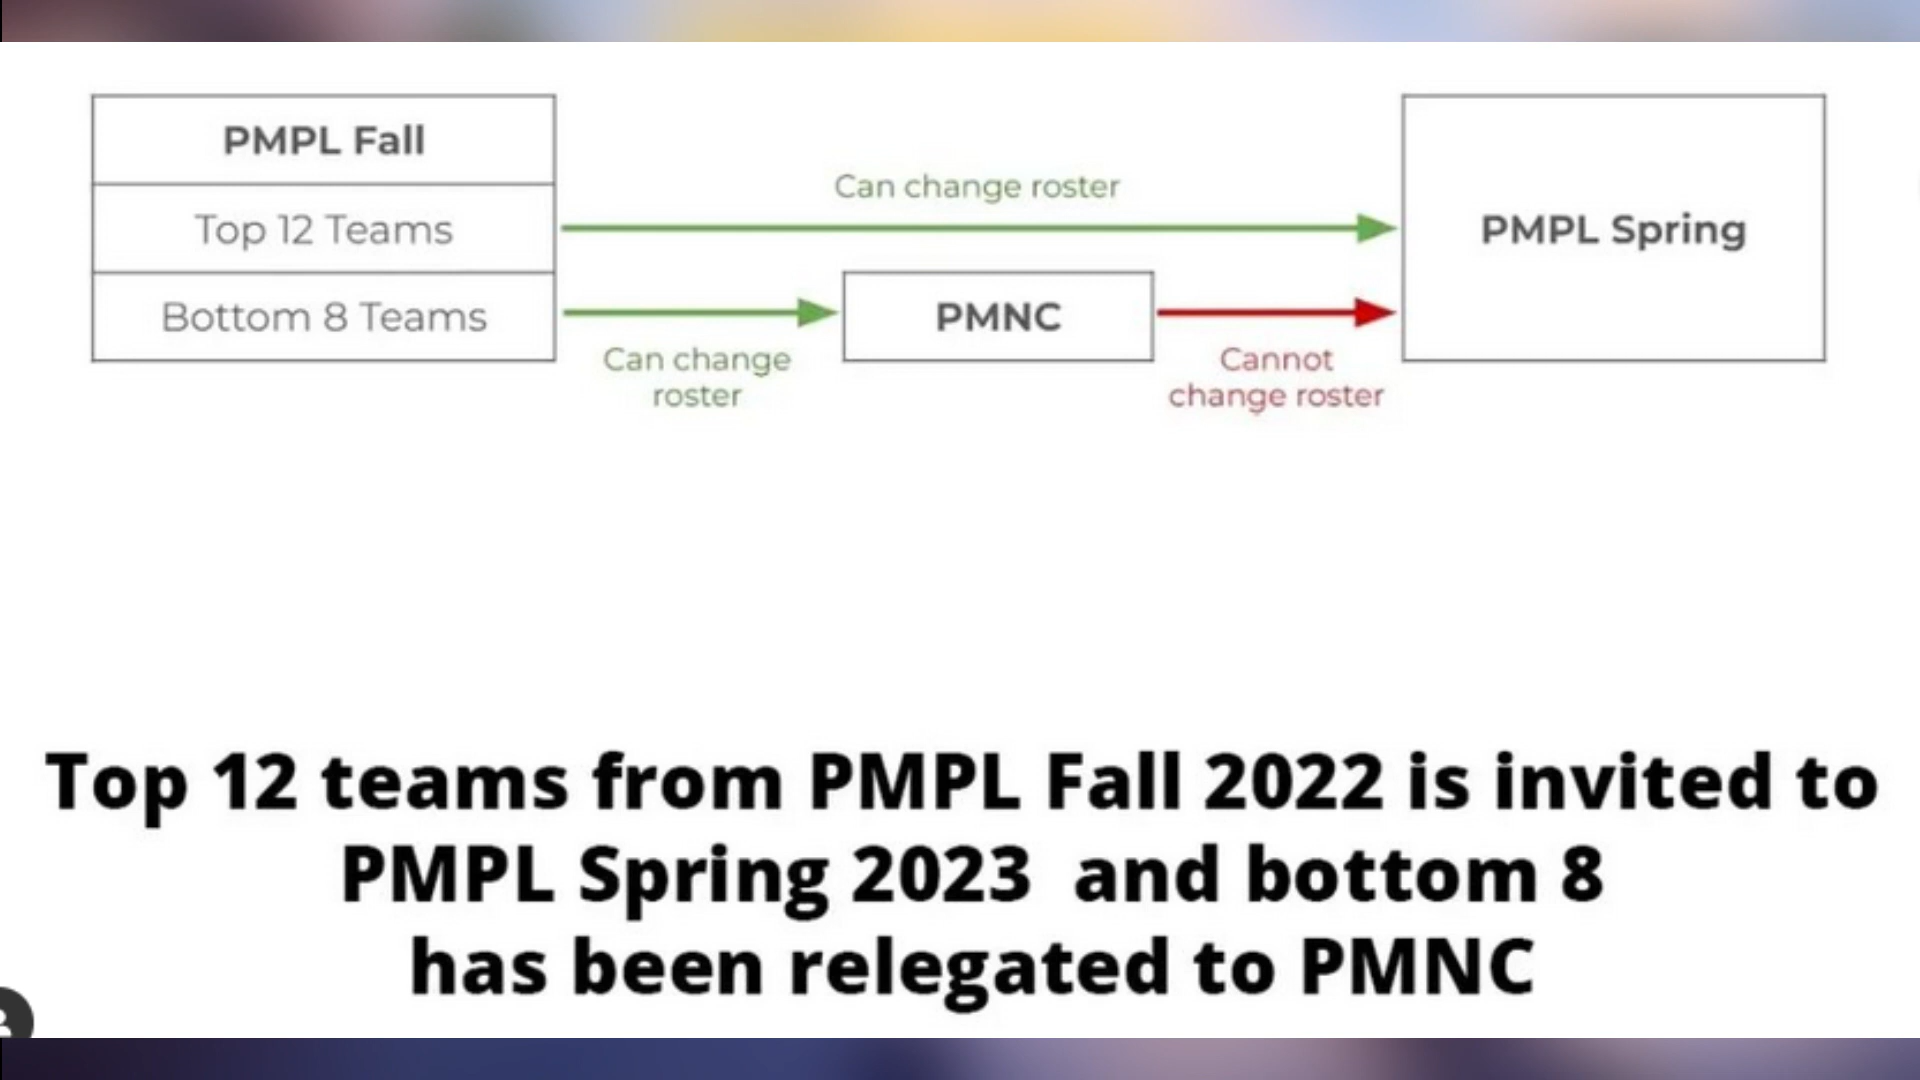 PMPL Fall
Top 12 Teams
Bottom 8 Teams
Can change roster
Can change
roster
PMNC
Cannot
change roster
PMPL Spring
Top 12 teams from PMPL Fall 2022 is invited to
PMPL Spring 2023 and bottom 8
has been relegated to PMNC